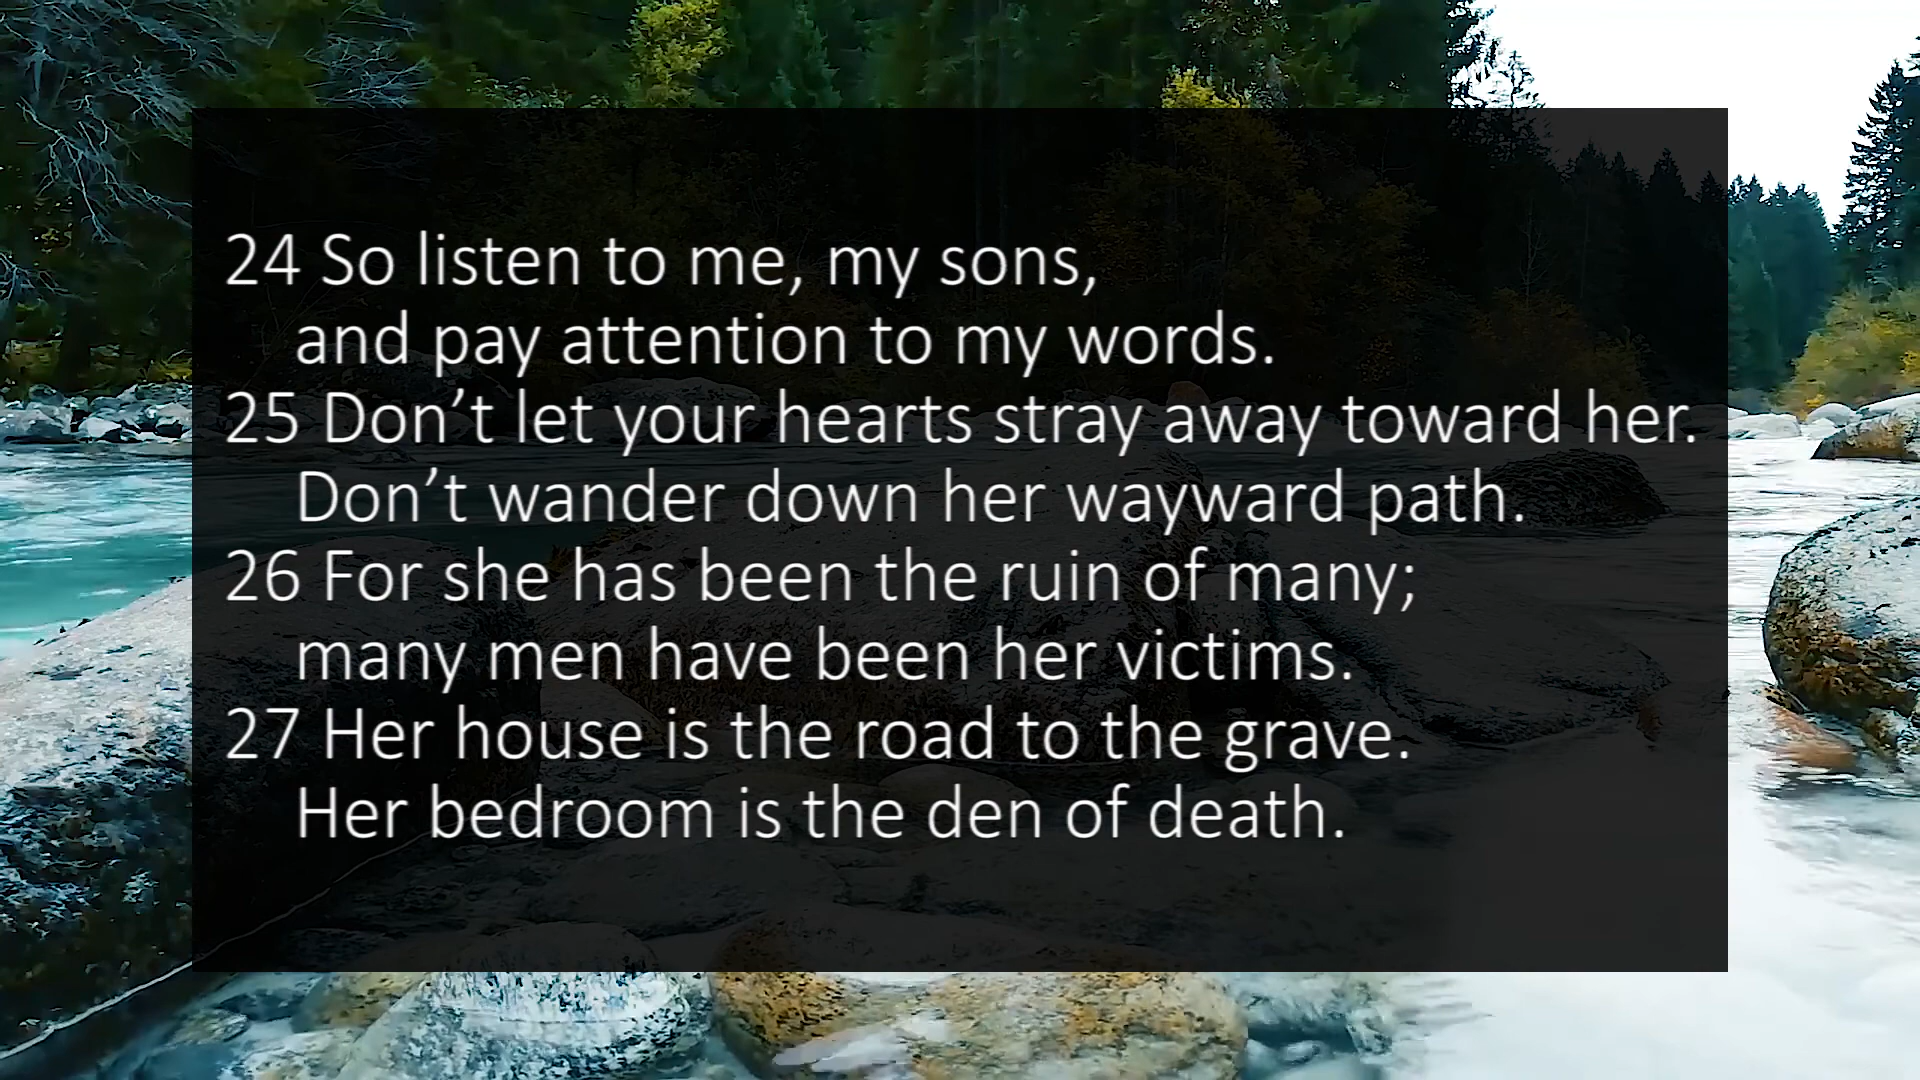 24 So listen to me, my sons,
and pay attention to my words.
25 Don’t let your hearts stray away toward her.
Don’t wander down her wayward path.
26 For she has been the ruin of many;
many men have been her victims.
27 Her house is the road to the grave.
Her bedroom is the den of death.